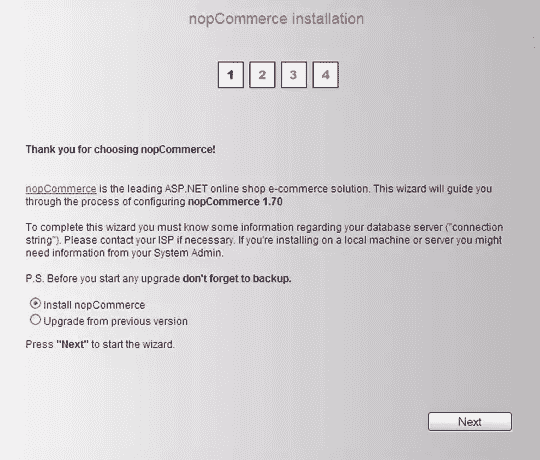 nopCommerce installation
1 2 3 4
Thank you for choosing nopCommerce!
nopCommerce is the leading ASP.NET online shop e-commerce solution. This wizard will guide you
through the process of configuring nopCommerce 1.70
To complete this wizard you must know some information regarding your database server ("connection
string"). Please contact your ISP if necessary. If you're installing on a local machine or server you might
need information from your System Admin.
P.S. Before you start any upgrade don't forget to backup.
Install nopCommerce
Upgrade from previous version
Press "Next" to start the wizard.
Next